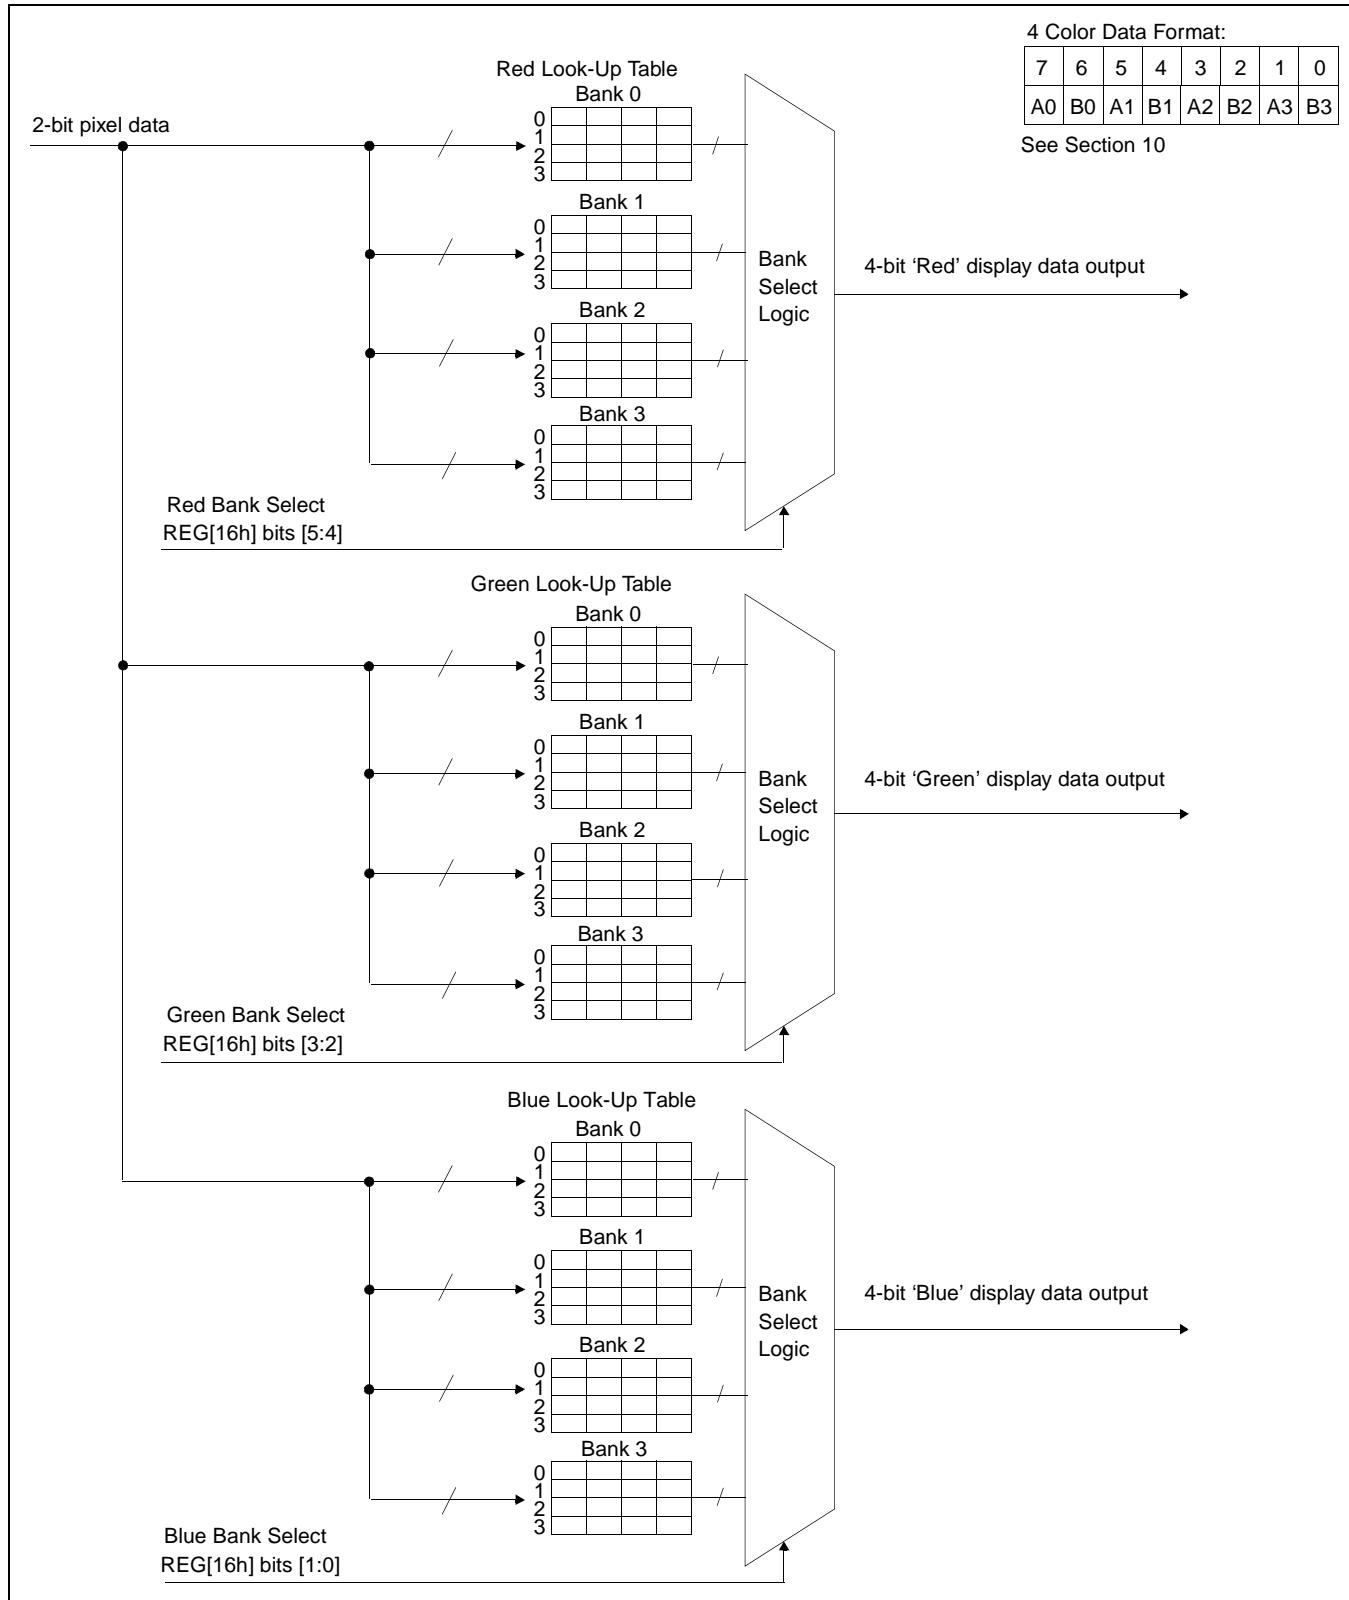 4 Color Data Format:
7 6 5 4 3 2 1 0
A0 B0 A1 B1 A2 B2 A3 B3
See Section 10
2-bit pixel data
Red Look-Up Table
Bank 0
0
1
2
3
Bank 1
0
1
2
3
Bank 2
0
1
2
3
Bank 3
0
1
2
3
Bank
Select
Logic
4-bit ‘Red’ display data output
Red Bank Select
REG[16h] bits [5:4]
Green Look-Up Table
Bank 0
0
1
2
3
Bank 1
0
1
2
3
Bank 2
0
1
2
3
Bank 3
0
1
2
3
Bank
Select
Logic
4-bit ‘Green’ display data output
Green Bank Select
REG[16h] bits [3:2]
Blue Look-Up Table
Bank 0
0
1
2
3
Bank 1
0
1
2
3
Bank 2
0
1
2
3
Bank 3
0
1
2
3
Bank
Select
Logic
4-bit ‘Blue’ display data output
Blue Bank Select
REG[16h] bits [1:0]